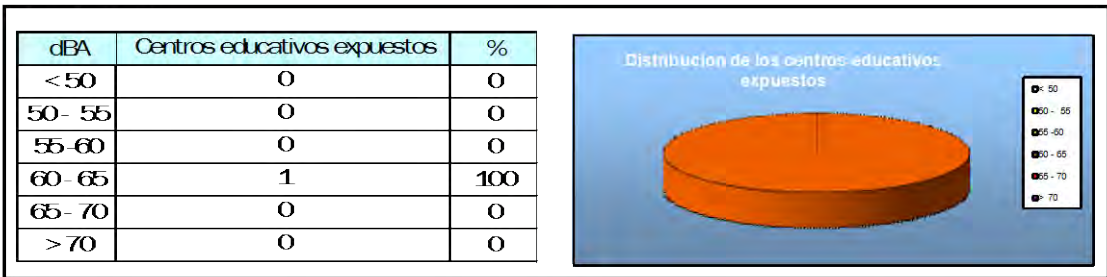 dBA Centros educativos expuestos %
< 50 0 0
50 - 55 0 0
55 -60 0 0
60 - 65 1 100
65 - 70 0 0
> 70 0 0
Distribucion de los centros educativos
expuestos
< 50
50 - 55
55 -60
60 - 65
65 - 70
> 70